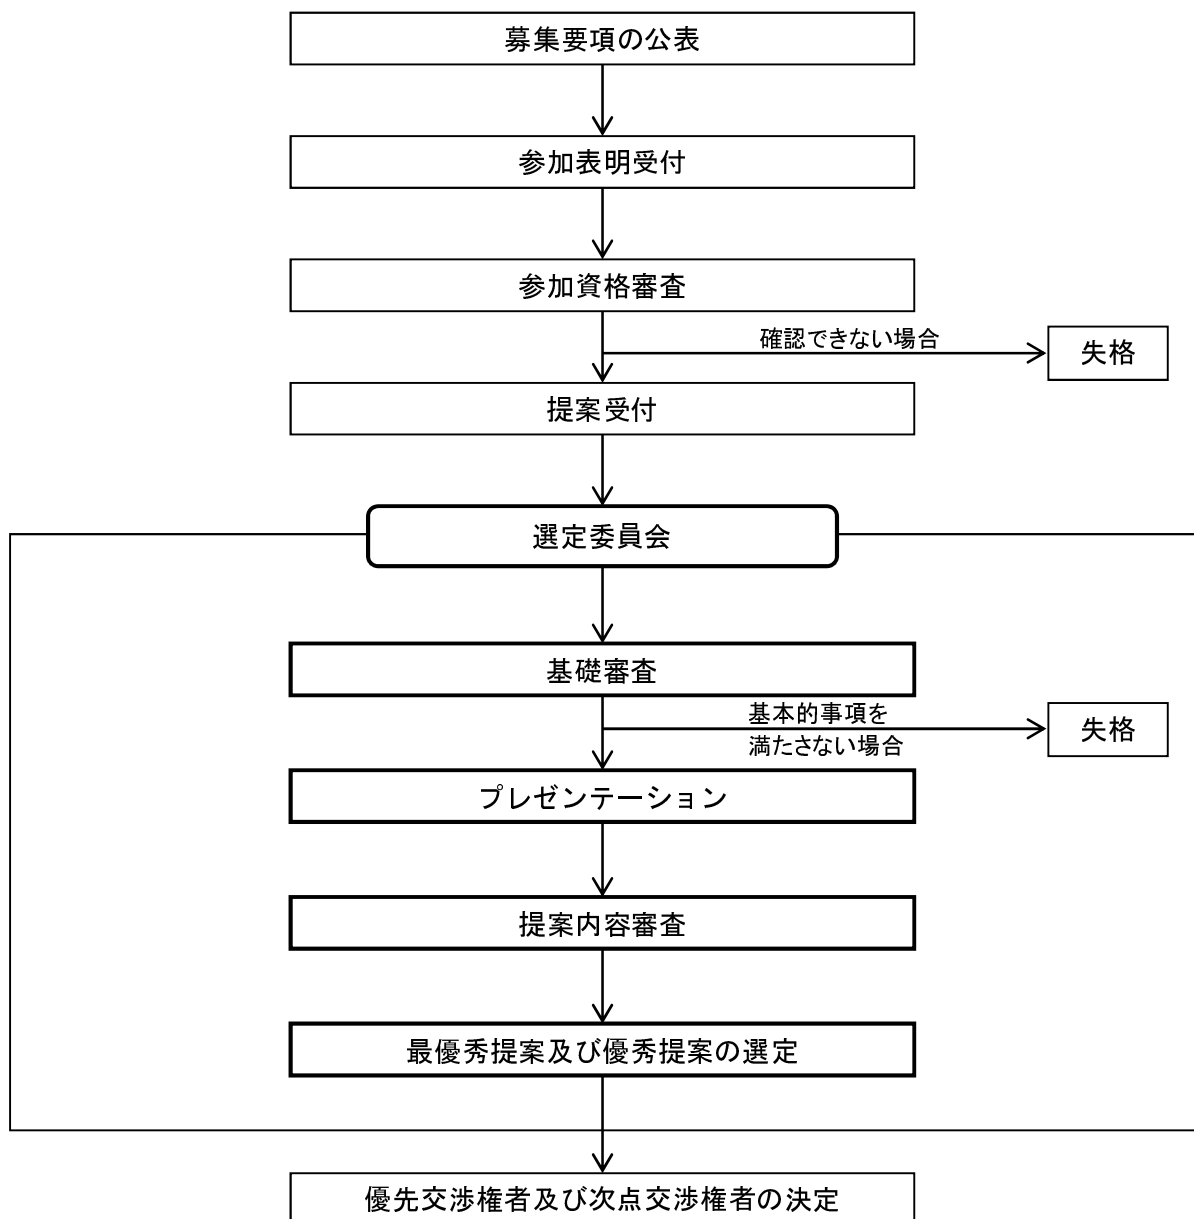 募集要項の公表
参加表明受付
参加資格審査
確認できない場合
失格
提案受付
選定委員会
基礎審査
基本的事項を
満たさない場合
失格
プレゼンテーション
提案内容審査
最優秀提案及び優秀提案の選定
優先交渉権者及び次点交渉権者の決定